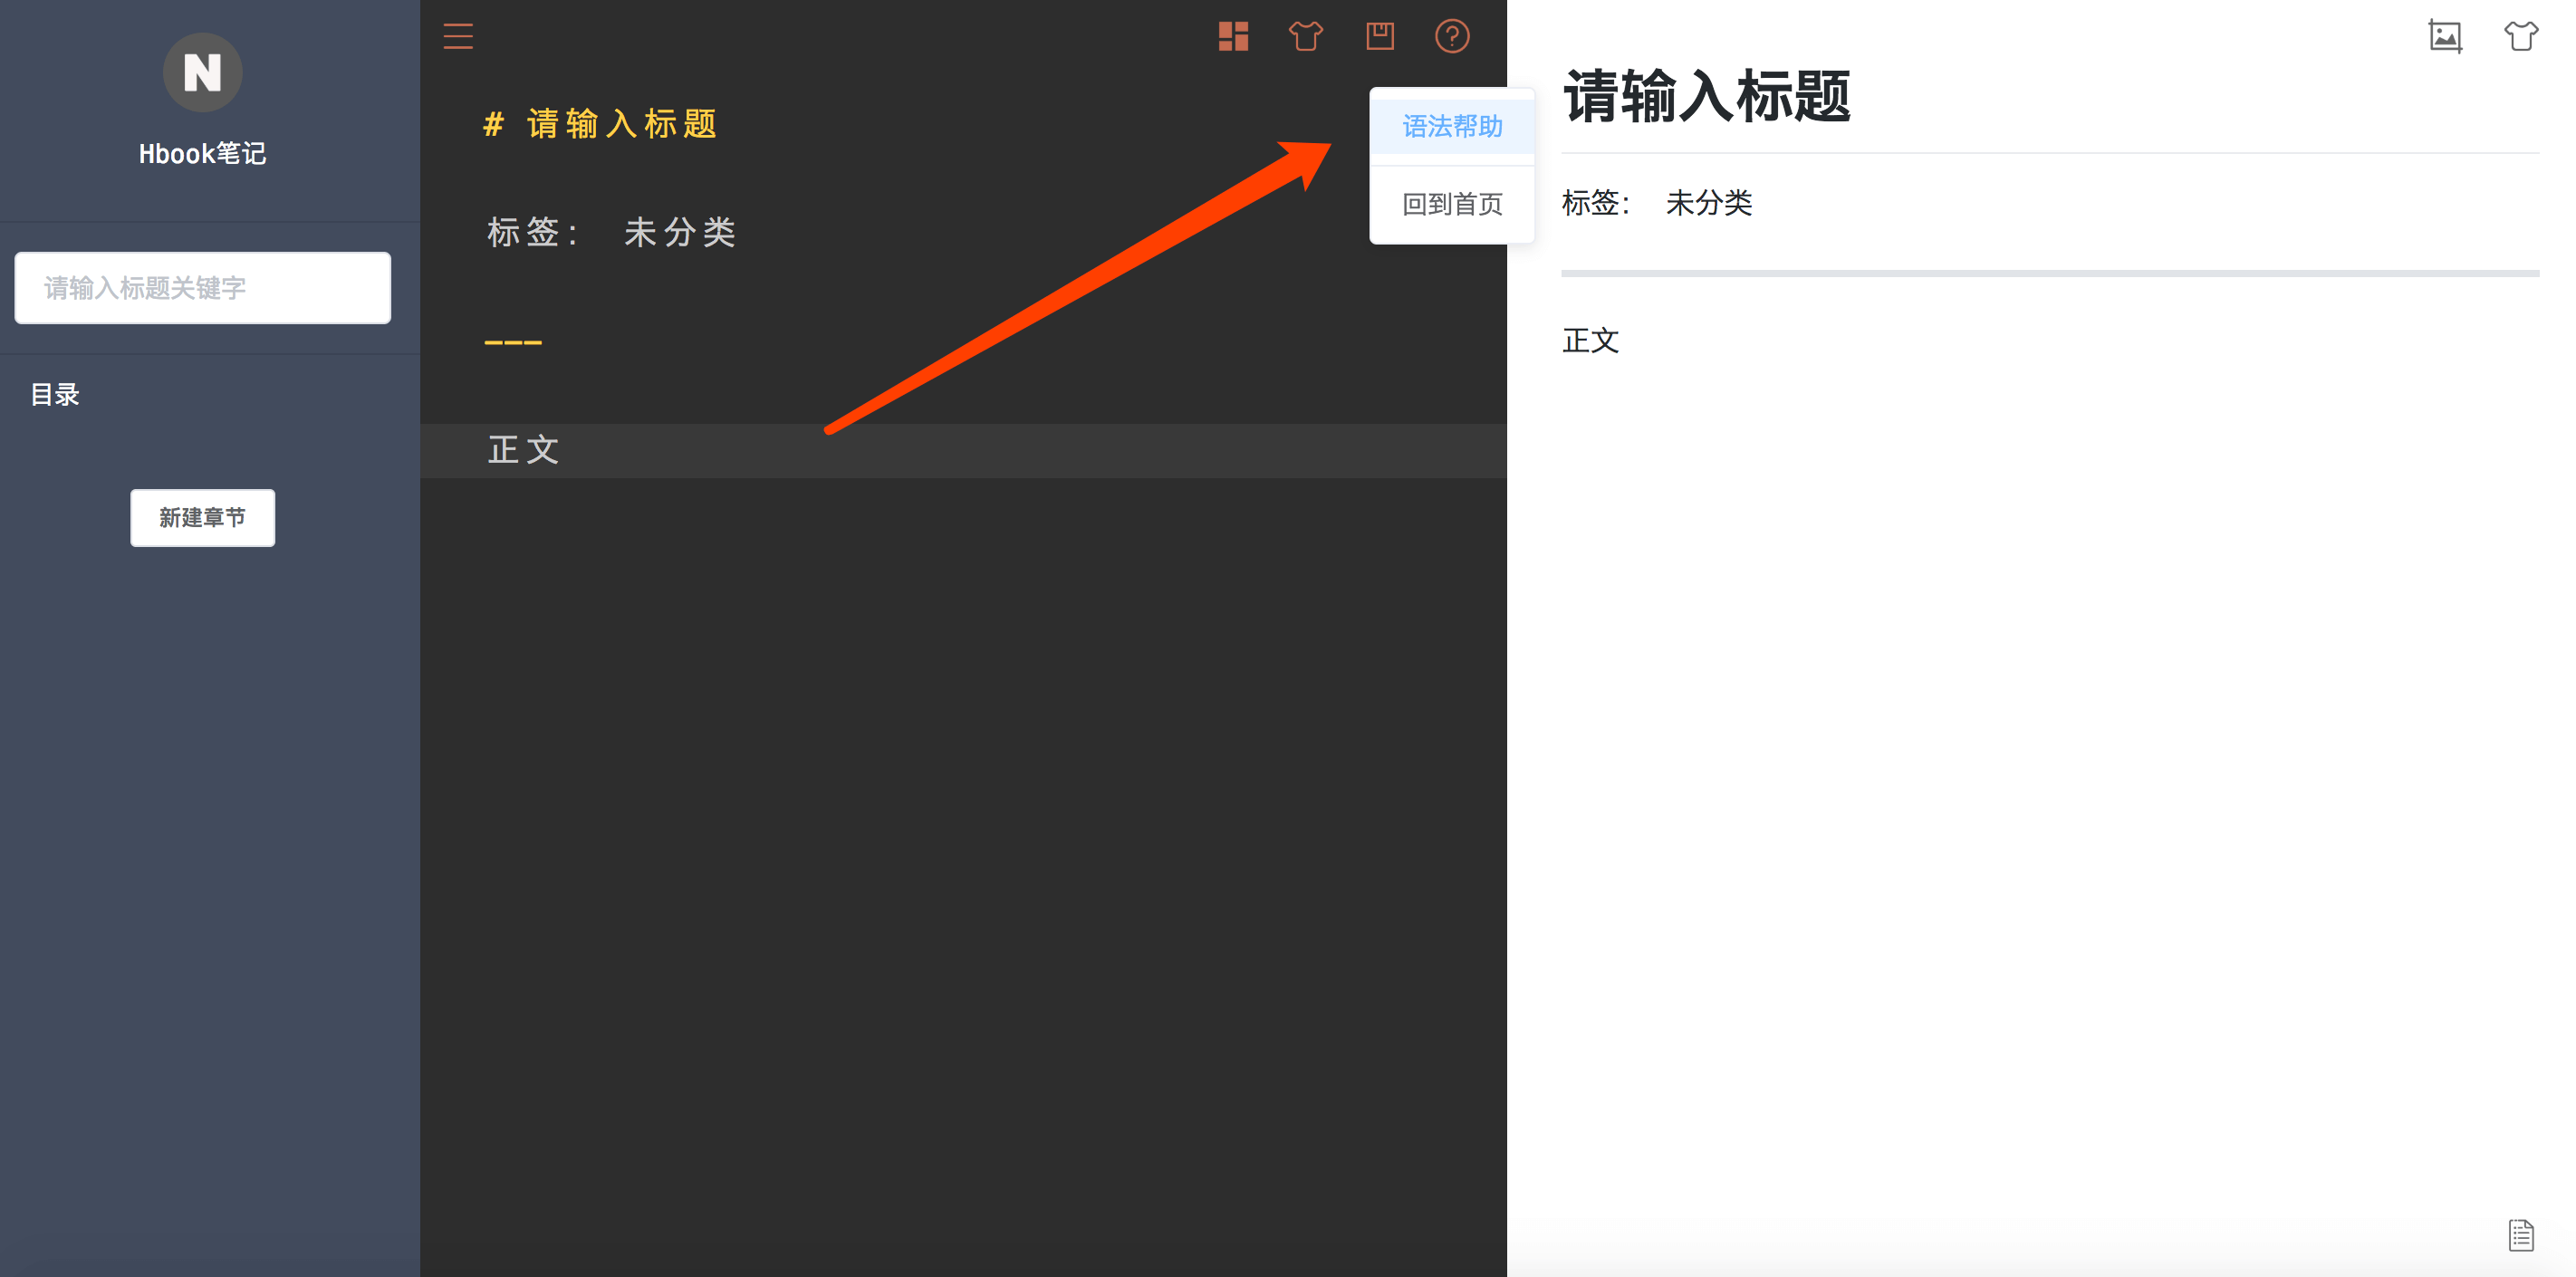 N
Hbook笔记
请输入标题关键字
目录
新建章节
# 请输入标题
标签: 未分类
---
正文
语法帮助
回到首页
请输入标题
标签: 未分类
正文